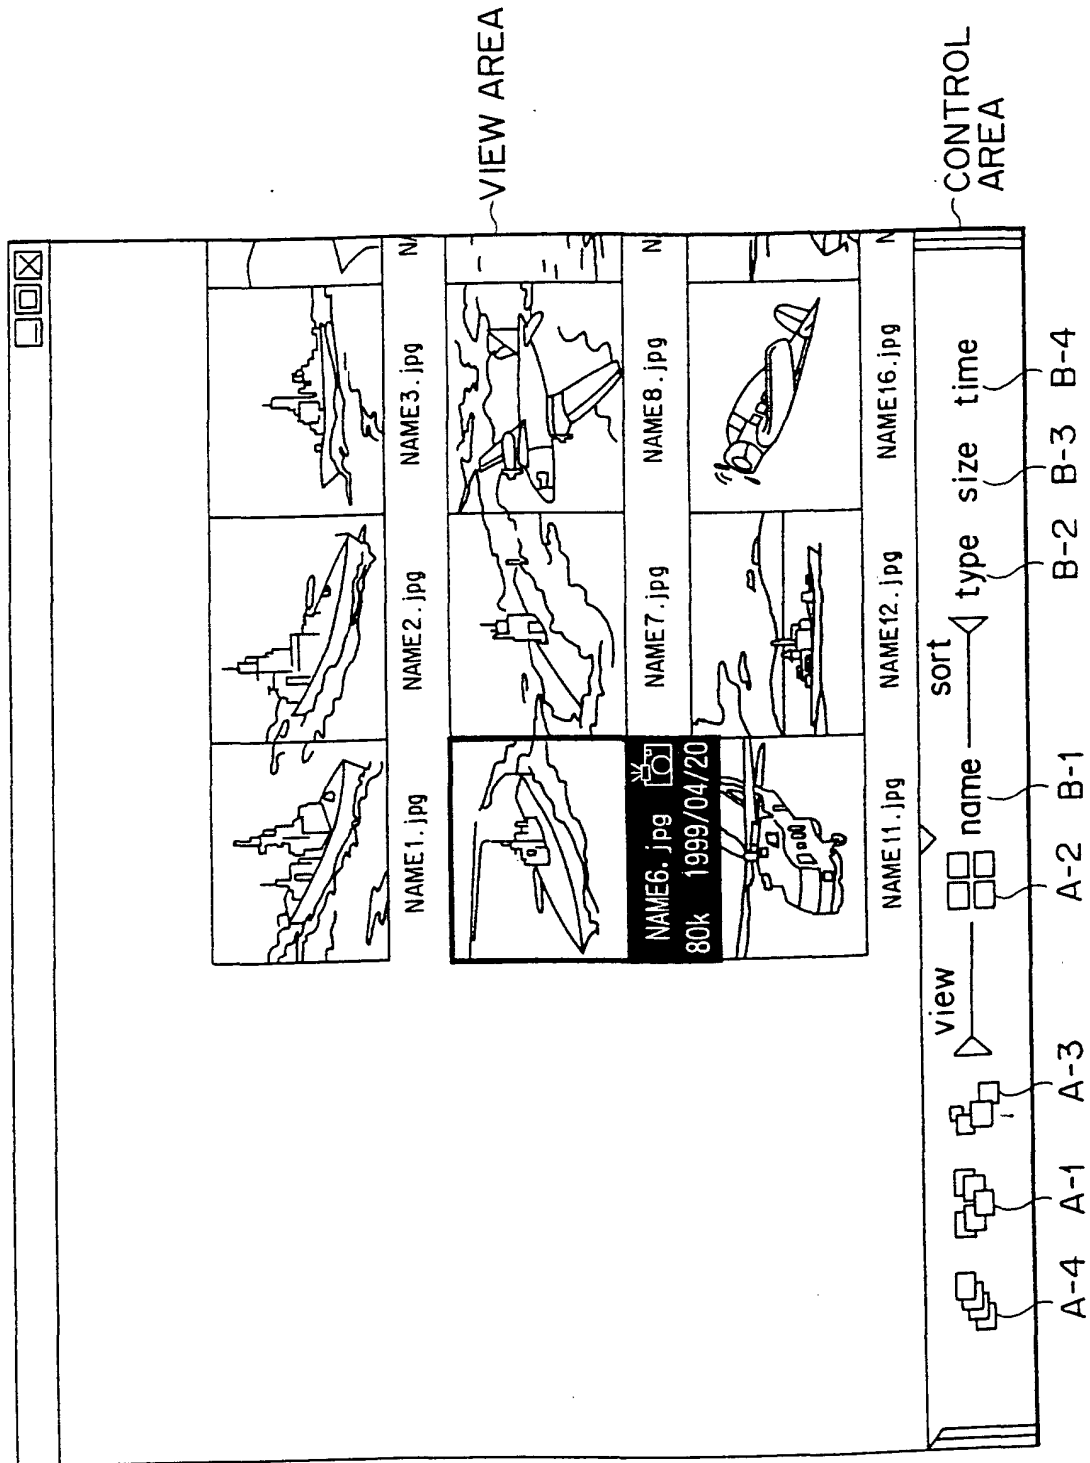 VIEW AREA
NAME1.jpg
NAME2.jpg
NAME3.jpg
NAME6.jpg
80k 1999/04/20
NAME7.jpg
NAME8.jpg
N
NAME11.jpg
NAME12.jpg
NAME16.jpg
N
view
name
sort
type
size
time
CONTROL
AREA
A-4
A-1
A-3
A-2
B-1
B-2
B-3
B-4